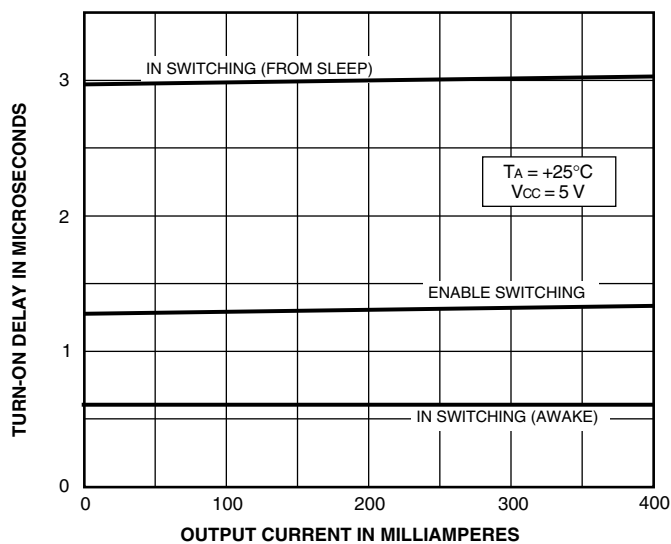 TURN-ON DELAY IN MICROSECONDS
3
2
1
0
IN SWITCHING (FROM SLEEP)
TA = +25°C
VCC = 5 V
ENABLE SWITCHING
IN SWITCHING (AWAKE)
0 100 200 300 400
OUTPUT CURRENT IN MILLIAMPERES